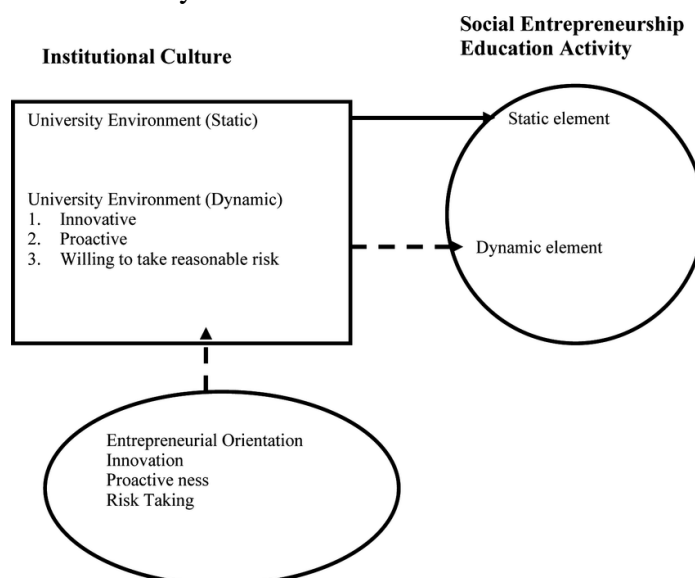 Social Entrepreneurship
Education Activity
Institutional Culture
University Environment (Static)
Static element
University Environment (Dynamic)
1. Innovative
2. Proactive
3. Willing to take reasonable risk
Dynamic element
Entrepreneurial Orientation
Innovation
Proactive ness
Risk Taking